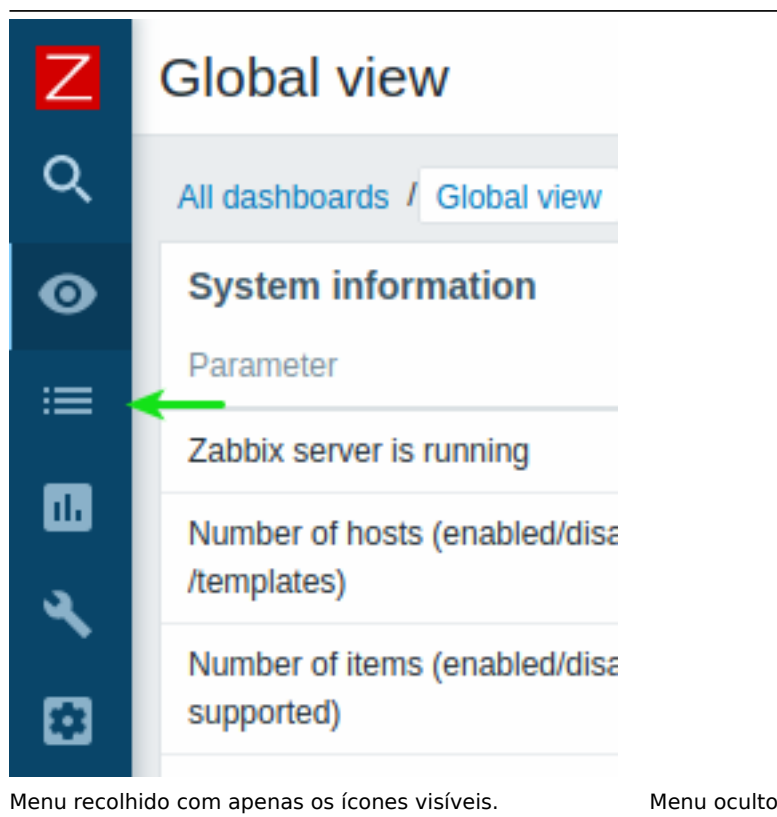 Z
Global view
All dashboards / Global view
System information
Parameter
Zabbix server is running
Number of hosts (enabled/disa
/templates)
Number of items (enabled/disa
supported)
Menu recolhido com apenas os ícones visíveis.
Menu oculto